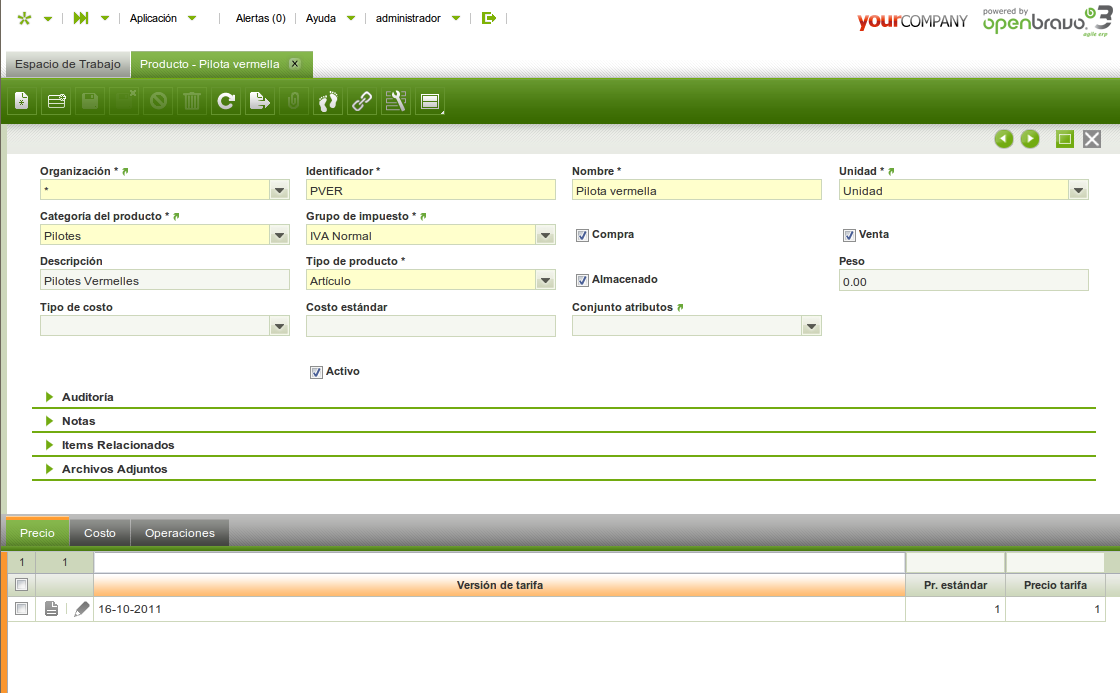 Aplicación Alertas (0) Ayuda administrador yourCOMPANY powered by openbravo 3 agile erp
Espacio de Trabajo Producto - Pilota vermella x
Organización * Identificador * Nombre * Unidad *
* PVER Pilota vermella Unidad
Categoría del producto * Grupo de impuesto *
Pilotes IVA Normal Compra Venta
Descripción Tipo de producto * Peso
Pilotes Vermelles Artículo Almacenado 0.00
Tipo de costo Costo estándar Conjunto atributos
Activo
Auditoría
Notas
Items Relacionados
Archivos Adjuntos
Precio Costo Operaciones
1 1
Versión de tarifa Pr. estándar Precio tarifa
16-10-2011 1 1